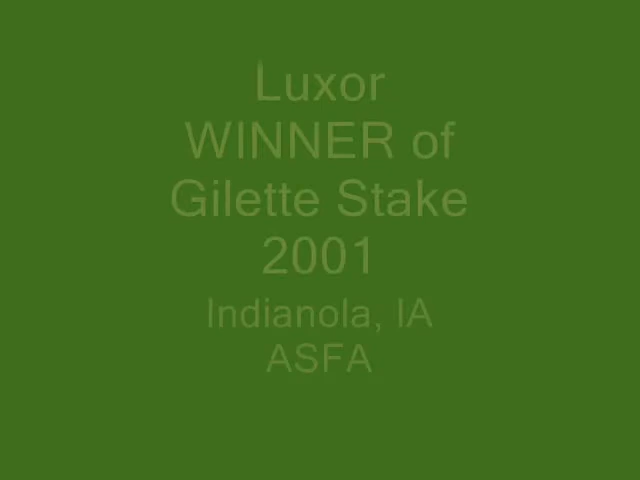 Luxor
WINNER of
Gilette Stake
2001
Indianola, IA
ASFA